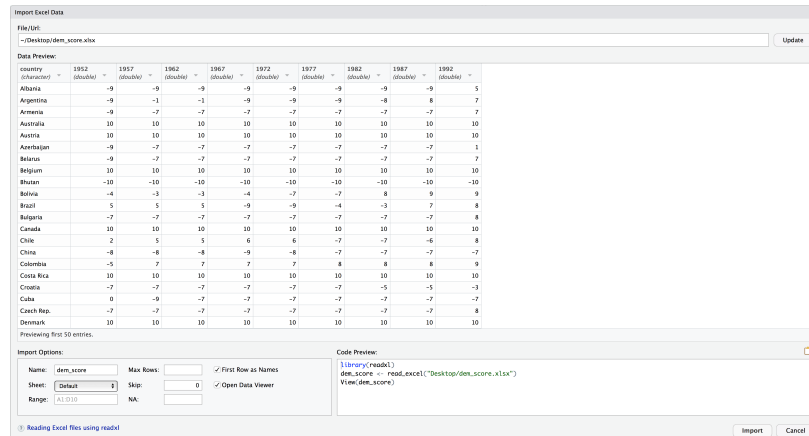 Import Excel Data
File/Url:
~/Desktop/dem_score.xlsx Update
Data Preview:
country 1952 1957 1962 1967 1972 1977 1982 1987 1992
(character) (double) (double) (double) (double) (double) (double) (double) (double) (double)
Albania -9 -9 -9 -9 -9 -9 -9 -9 5
Argentina -9 -1 -1 -9 -9 -9 -8 8 7
Armenia -9 -7 -7 -7 -7 -7 -7 -7 7
Australia 10 10 10 10 10 10 10 10 10
Austria 10 10 10 10 10 10 10 10 10
Azerbaijan -9 -7 -7 -7 -7 -7 -7 -7 1
Belarus -9 -7 -7 -7 -7 -7 -7 -7 7
Belgium 10 10 10 10 10 10 10 10 10
Bhutan -10 -10 -10 -10 -10 -10 -10 -10 -10
Bolivia -4 -3 -3 -4 -7 -7 8 9 9
Brazil 5 5 5 -9 -9 -4 -3 7 8
Bulgaria -7 -7 -7 -7 -7 -7 -7 -7 8
Canada 10 10 10 10 10 10 10 10 10
Chile 2 5 5 6 6 -7 -7 -6 8
China -8 -8 -8 -9 -8 -7 -7 -7 -7
Colombia -5 7 7 7 7 8 8 8 9
Costa Rica 10 10 10 10 10 10 10 10 10
Croatia -7 -7 -7 -7 -7 -7 -5 -5 -3
Cuba 0 -9 -7 -7 -7 -7 -7 -7 -7
Czech Rep. -7 -7 -7 -7 -7 -7 -7 -7 8
Denmark 10 10 10 10 10 10 10 10 10
Previewing first 50 entries.
Import Options:
Name: dem_score Max Rows: First Row as Names
Sheet: Default Skip: 0 Open Data Viewer
Range: A1:D10 NA:
Code Preview:
library(readxl)
dem_score <- read_excel("Desktop/dem_score.xlsx")
View(dem_score)
? Reading Excel files using readxl
Import Cancel